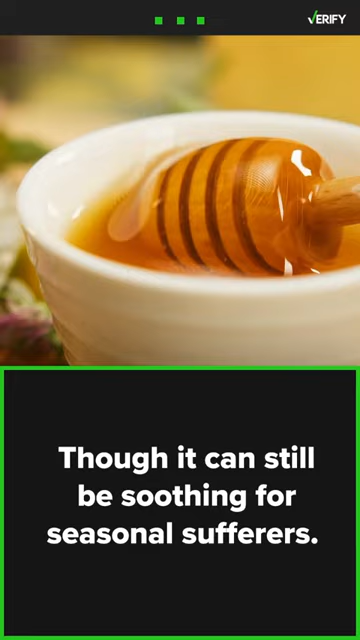 VERIFY
Though it can still
be soothing for
seasonal sufferers.